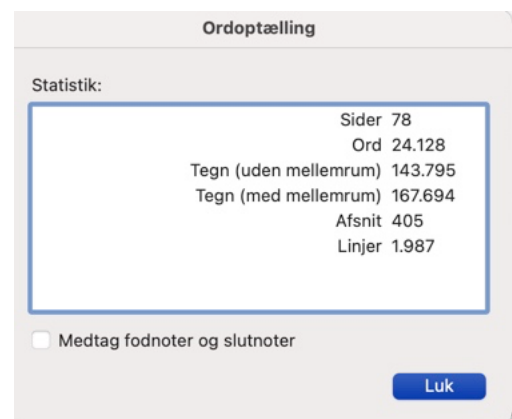 Ordoptælling
Statistik:
Sider 78
Ord 24.128
Tegn (uden mellemrum) 143.795
Tegn (med mellemrum) 167.694
Afsnit 405
Linjer 1.987
Medtag fodnoter og slutnoter
Luk